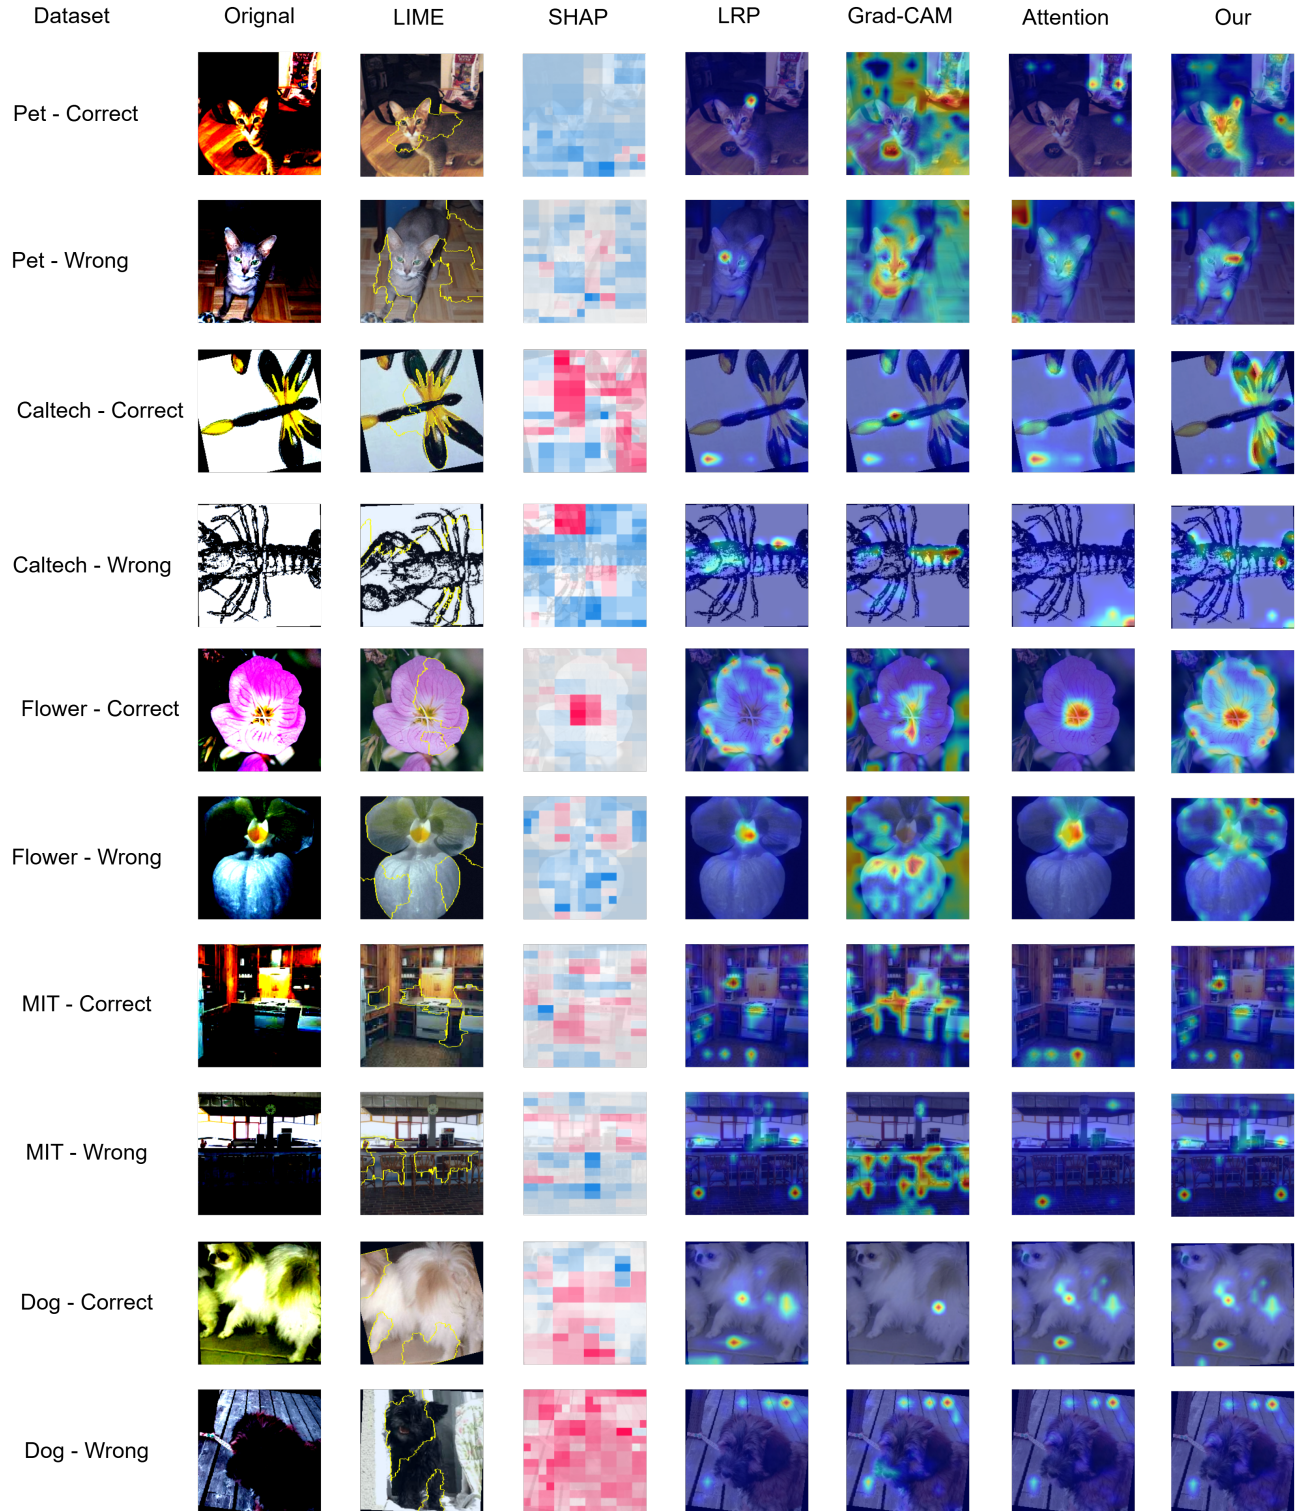 Dataset Orignal LIME SHAP LRP Grad-CAM Attention Our
Pet - Correct
Pet - Wrong
Caltech - Correct
Caltech - Wrong
Flower - Correct
Flower - Wrong
MIT - Correct
MIT - Wrong
Dog - Correct
Dog - Wrong